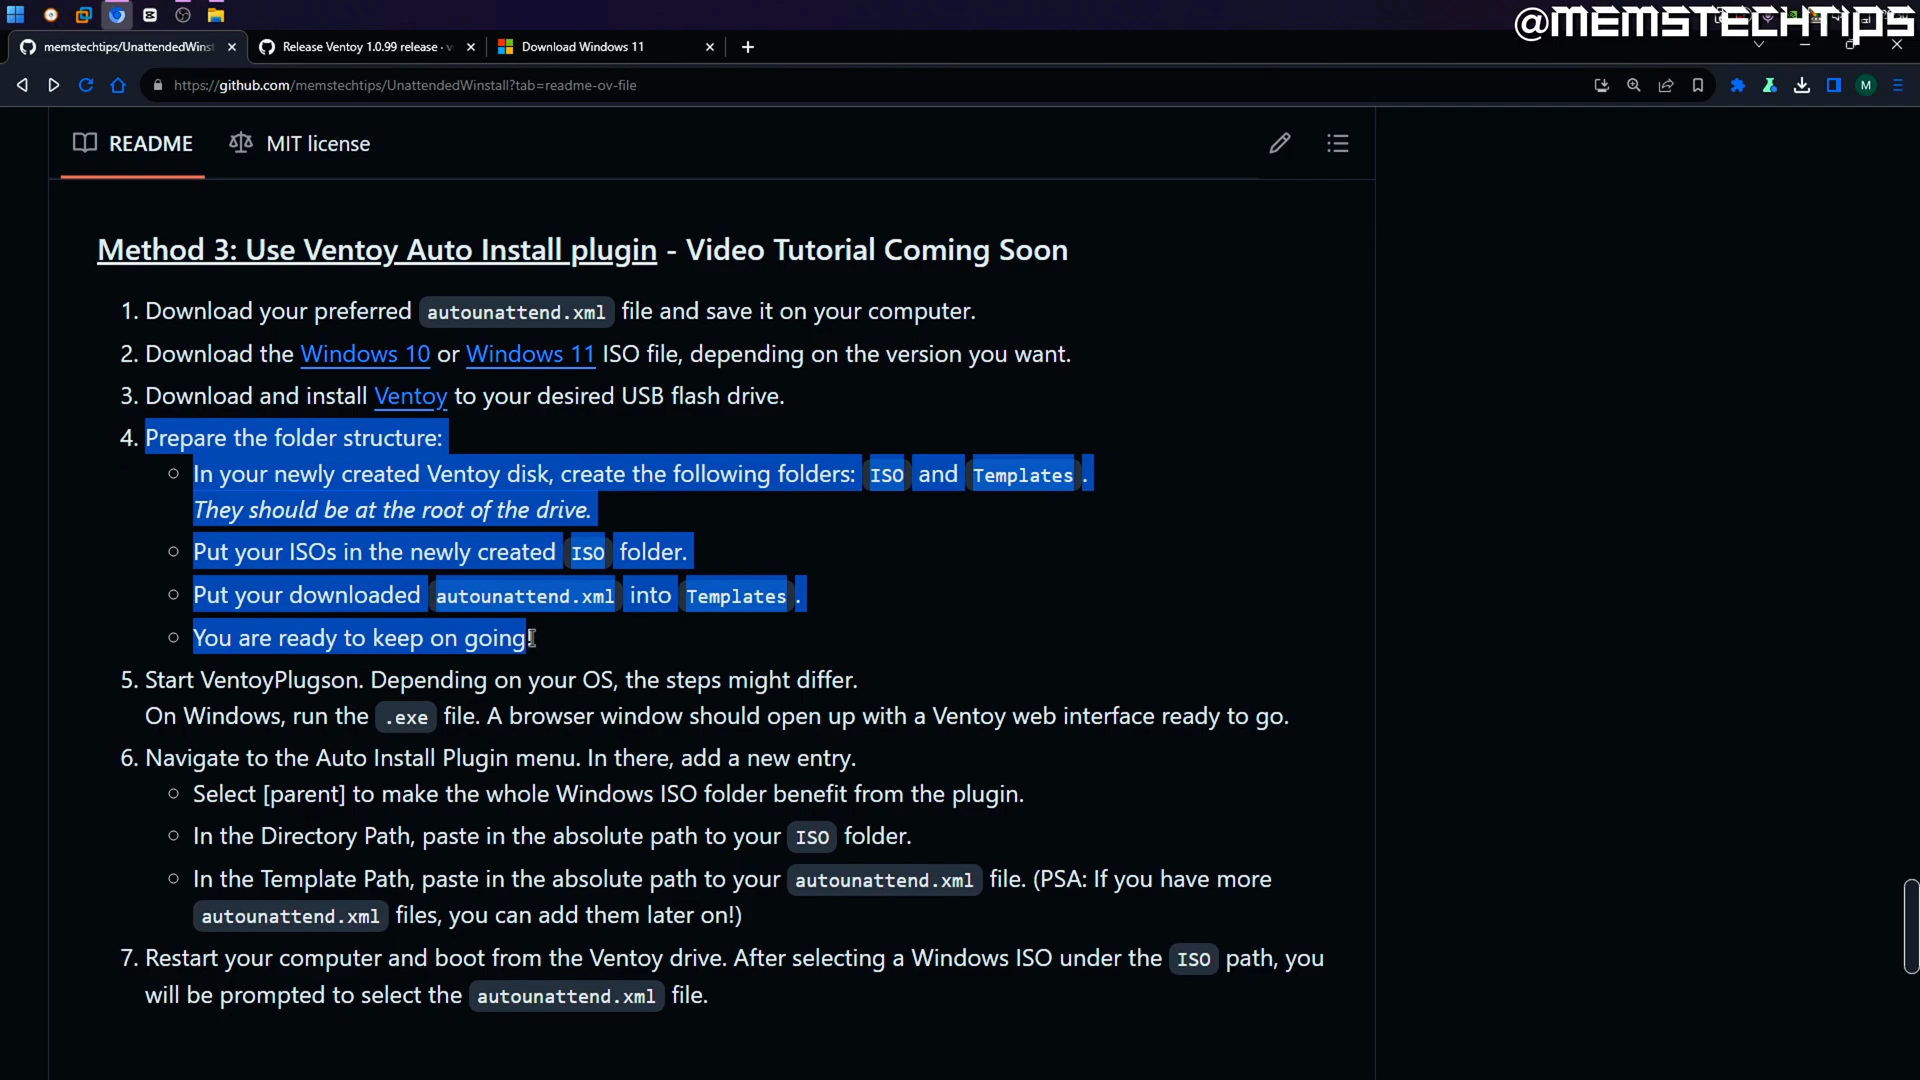 @MEMSTECHTIPS
memstechtips/UnattendedWinst
Release Ventoy 1.0.99 release · v
Download Windows 11
https://github.com/memstechtips/UnattendedWinstall?tab=readme-ov-file
M
README
MIT license
Method 3: Use Ventoy Auto Install plugin - Video Tutorial Coming Soon
1. Download your preferred autounattend.xml file and save it on your computer.
2. Download the Windows 10 or Windows 11 ISO file, depending on the version you want.
3. Download and install Ventoy to your desired USB flash drive.
4. Prepare the folder structure:
In your newly created Ventoy disk, create the following folders: ISO and Templates.
They should be at the root of the drive.
Put your ISOs in the newly created ISO folder.
Put your downloaded autounattend.xml into Templates.
You are ready to keep on going!
5. Start VentoyPlugson. Depending on your OS, the steps might differ.
On Windows, run the .exe file. A browser window should open up with a Ventoy web interface ready to go.
6. Navigate to the Auto Install Plugin menu. In there, add a new entry.
Select [parent] to make the whole Windows ISO folder benefit from the plugin.
In the Directory Path, paste in the absolute path to your ISO folder.
In the Template Path, paste in the absolute path to your autounattend.xml file. (PSA: If you have more
autounattend.xml files, you can add them later on!)
7. Restart your computer and boot from the Ventoy drive. After selecting a Windows ISO under the ISO path, you
will be prompted to select the autounattend.xml file.